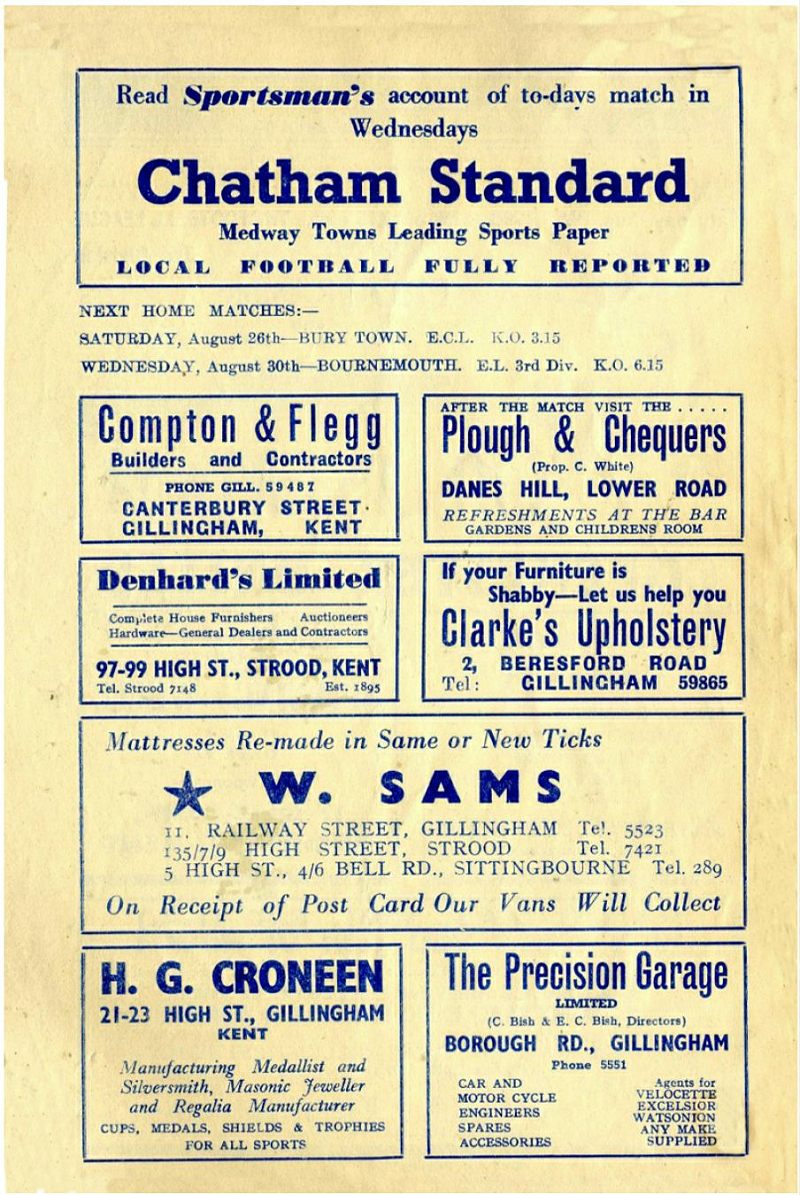 Read Sportsman's account of to-days match in
Wednesdays
Chatham Standard
Medway Towns Leading Sports Paper
LOCAL FOOTBALL FULLY REPORTED
NEXT HOME MATCHES:—
SATURDAY, August 26th—BURY TOWN. E.C.L. K.O. 3.15
WEDNESDAY, August 30th—BOURNEMOUTH. E.L. 3rd Div. K.O. 6.15
Compton & Flegg
Builders and Contractors
PHONE GILL. 59487
CANTERBURY STREET
GILLINGHAM, KENT
AFTER THE MATCH VISIT THE .....
Plough & Chequers
(Prop. C. White)
DANES HILL, LOWER ROAD
REFRESHMENTS AT THE BAR
GARDENS AND CHILDRENS ROOM
Denhard's Limited
Complete House Furnishers Auctioneers
Hardware—General Dealers and Contractors
97-99 HIGH ST., STROOD, KENT
Tel. Strood 7148 Est. 1895
If your Furniture is
Shabby—Let us help you
Clarke's Upholstery
2, BERESFORD ROAD
Tel: GILLINGHAM 59865
Mattresses Re-made in Same or New Ticks
★ W. SAMS
11. RAILWAY STREET, GILLINGHAM Tel. 5523
135/7/9 HIGH STREET, STROOD Tel. 7421
5 HIGH ST., 4/6 BELL RD., SITTINGBOURNE Tel. 289
On Receipt of Post Card Our Vans Will Collect
H. G. CRONEEN
21-23 HIGH ST., GILLINGHAM
KENT
Manufacturing Medallist and
Silversmith, Masonic Jeweller
and Regalia Manufacturer
CUPS, MEDALS, SHIELDS & TROPHIES
FOR ALL SPORTS
The Precision Garage
LIMITED
(C. Bish & E. C. Bish, Directors)
BOROUGH RD., GILLINGHAM
Phone 5551
CAR AND
MOTOR CYCLE
ENGINEERS
SPARES
ACCESSORIES
Agents for
VELOCETTE
EXCELSIOR
WATSONION
ANY MAKE
SUPPLIED